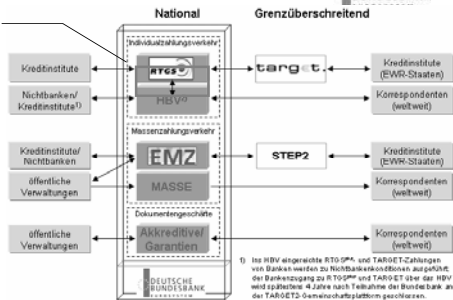 National Grenzüberschreitend
Individualzahlungsverkehr
Kreditinstitute
RTGS
target.
Kreditinstitute
(EWR-Staaten)
Nichtbanken/
Kreditinstitute1)
HBV
Korrespondenten
(weltweit)
Massenzahlungsverkehr
Kreditinstitute/
Nichtbanken
EMZ
STEP2
Kreditinstitute
(EWR-Staaten)
öffentliche
Verwaltungen
MASSE
Korrespondenten
(weltweit)
Dokumentengeschäfte
öffentliche
Verwaltungen
Akkreditive/
Garantien
Korrespondenten
(weltweit)
DEUTSCHE
BUNDESBANK
EUROSYSTEM
1) Ins HBV eingereichte RTGSplus- und TARGET-Zahlungen
von Banken werden zu Nichtbankenkonditionen ausgeführt;
der Bankenzugang zu RTGSplus und TARGET über das HBV
wird spätestens 4 Jahre nach Teilnahme der Bundesbank an
der TARGET2-Gemeinschaftsplattform geschlossen.